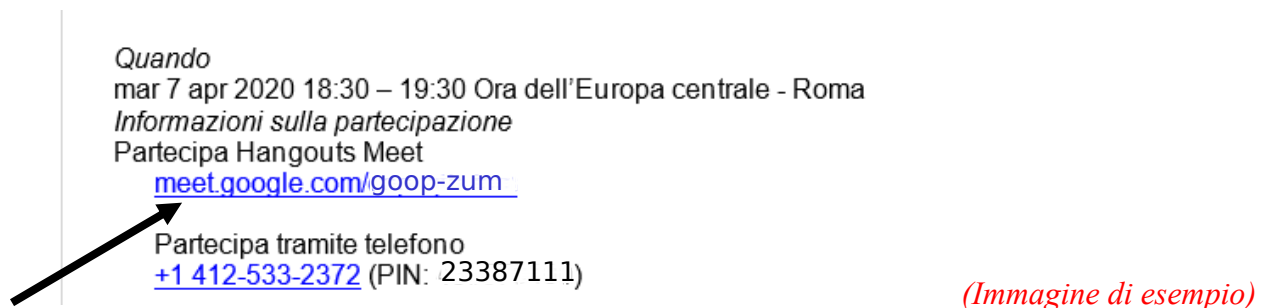 Quando
mar 7 apr 2020 18:30 – 19:30 Ora dell'Europa centrale - Roma
Informazioni sulla partecipazione
Partecipa Hangouts Meet
meet.google.com/goop-zum
Partecipa tramite telefono
+1 412-533-2372 (PIN: 23387111)
(Immagine di esempio)